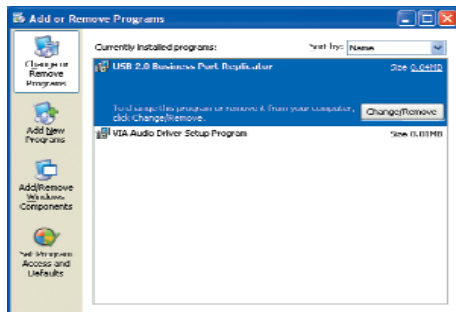 Add or Remove Programs
Change or
Remove
Programs
Currently installed programs:
Sort by: Name
USB 2.0 Business Port Replicator
Size 0.04MB
To change this program or remove it from your computer,
click Change/Remove.
Change/Remove
VIA Audio Driver Setup Program
Size 0.01MB
Add New
Programs
Add/Remove
Windows
Components
Set Program
Access and
Defaults